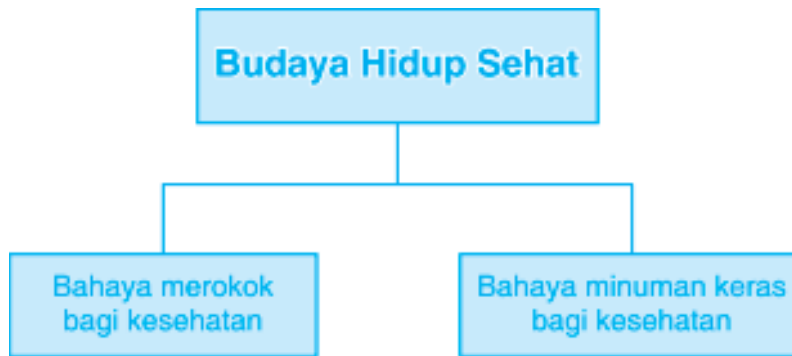 Budaya Hidup Sehat
Bahaya merokok
bagi kesehatan
Bahaya minuman keras
bagi kesehatan